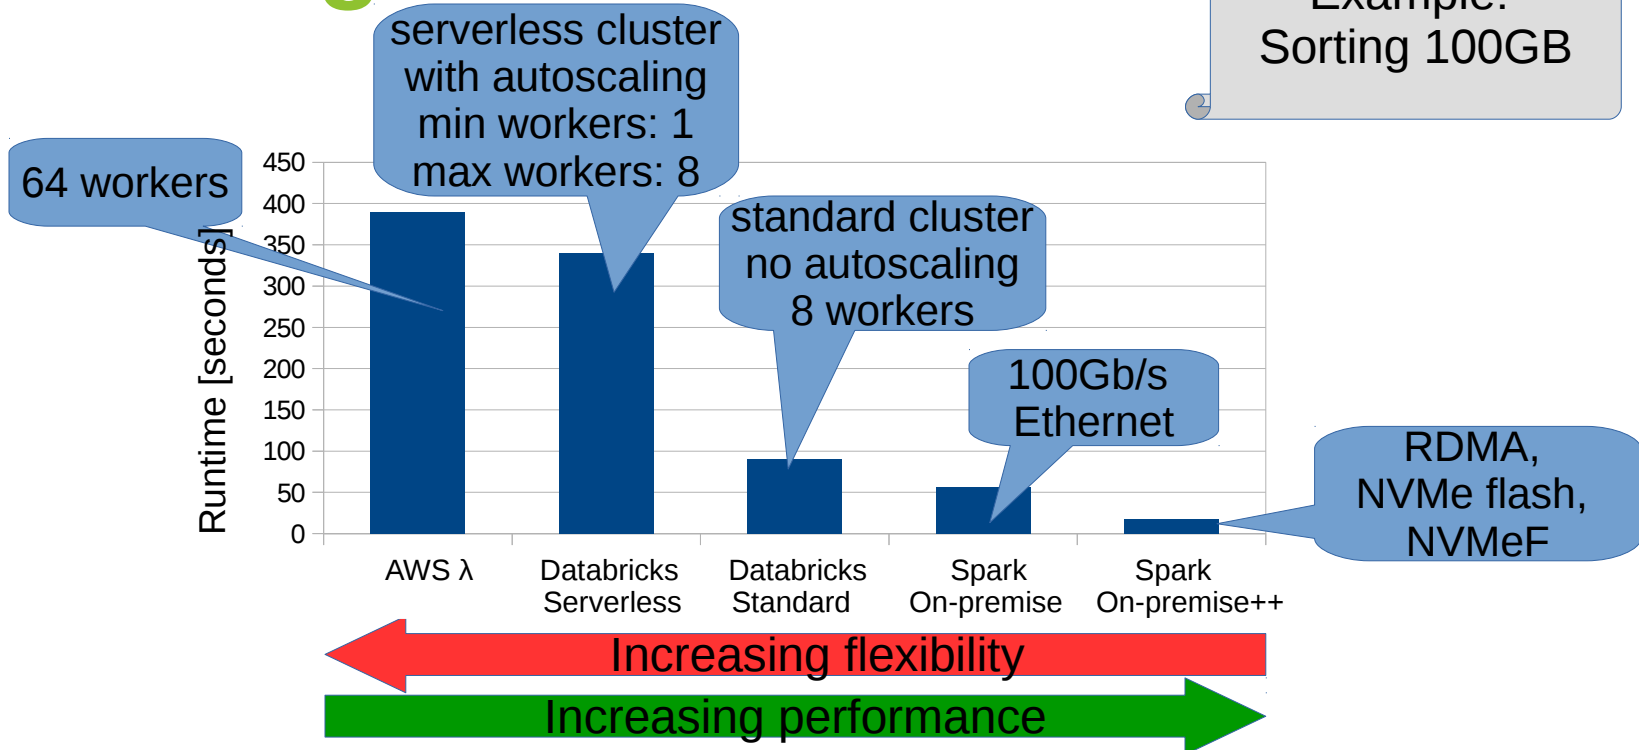 Example:
Sorting 100GB
serverless cluster
with autoscaling
min workers: 1
max workers: 8
64 workers
standard cluster
no autoscaling
8 workers
100Gb/s
Ethernet
RDMA,
NVMe flash,
NVMeF
Runtime [seconds]
450
400
350
300
250
200
150
100
50
0
AWS λ
Databricks
Serverless
Databricks
Standard
Spark
On-premise
Spark
On-premise++
Increasing flexibility
Increasing performance